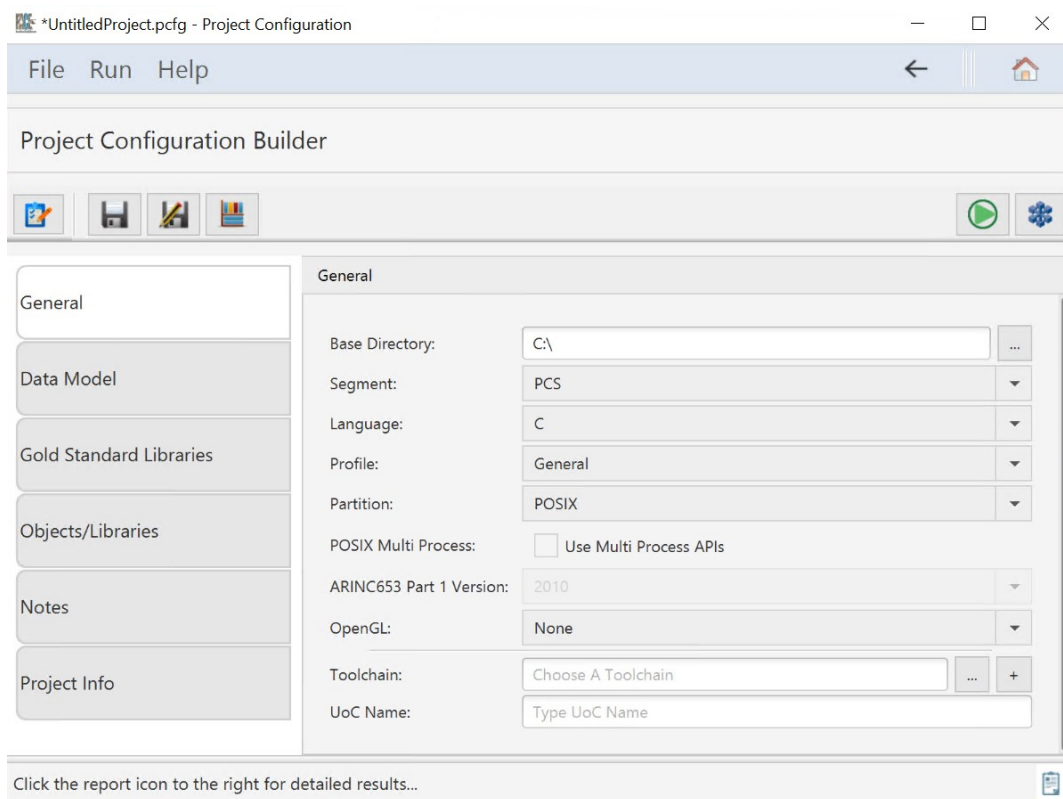 *UntitledProject.pcfg - Project Configuration
File Run Help
Project Configuration Builder
General
Data Model
Gold Standard Libraries
Objects/Libraries
Notes
Project Info
General
Base Directory: C:\ ...
Segment: PCS
Language: C
Profile: General
Partition: POSIX
POSIX Multi Process: Use Multi Process APIs
ARINC653 Part 1 Version: 2010
OpenGL: None
Toolchain: Choose A Toolchain ... +
UoC Name: Type UoC Name
Click the report icon to the right for detailed results...